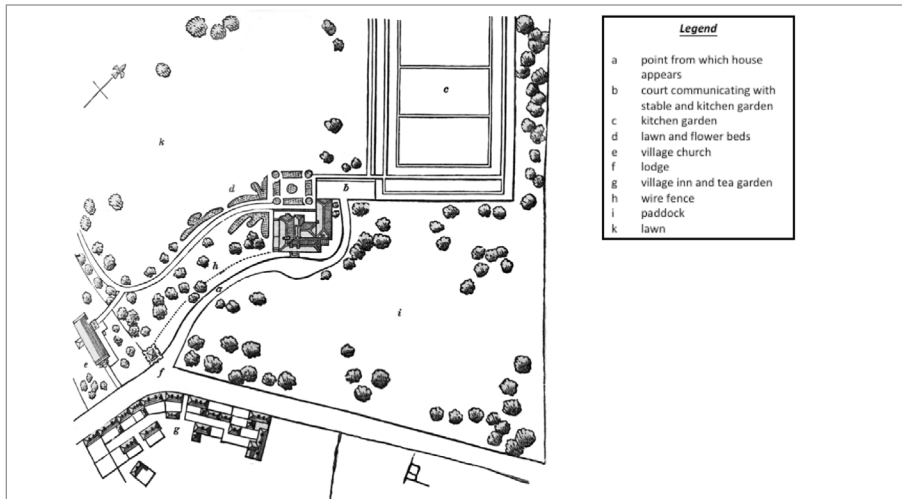 Legend
a point from which house
appears
b court communicating with
stable and kitchen garden
c kitchen garden
d lawn and flower beds
e village church
f lodge
g village inn and tea garden
h wire fence
i paddock
k lawn
c
k
d
b
h
a
i
e
f
g